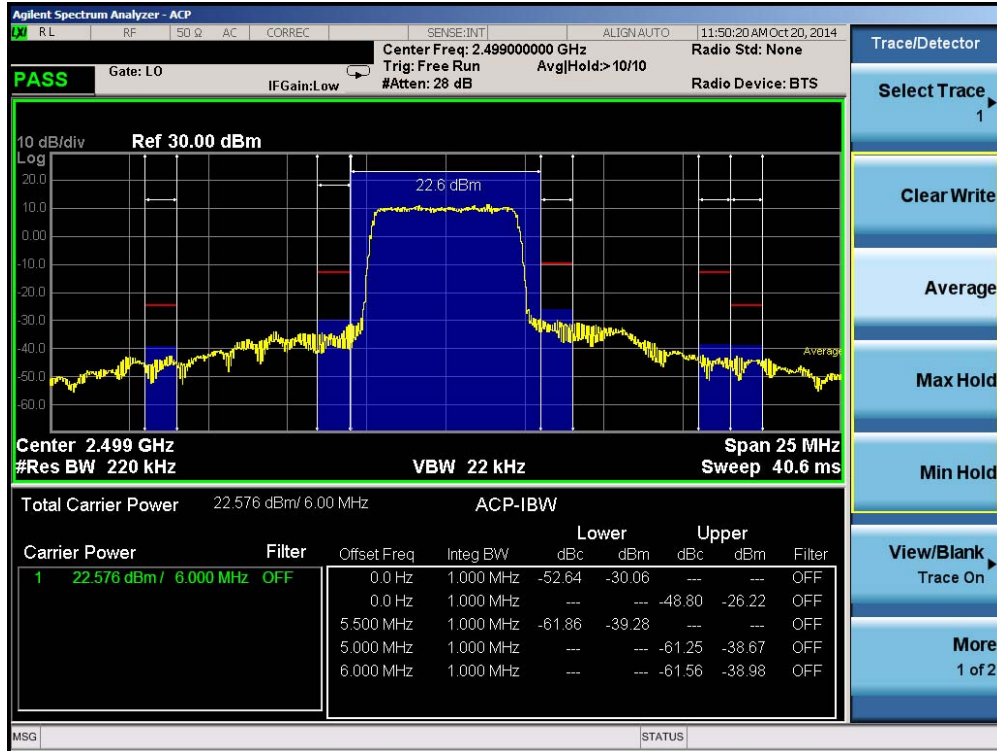 Agilent Spectrum Analyzer - ACP
LXI RL RF 50 Ω AC CORREC SENSE:INT ALIGN AUTO 11:50:20 AM Oct 20, 2014
Center Freq: 2.499000000 GHz Radio Std: None
Trig: Free Run Avg|Hold:>10/10
PASS Gate: LO IFGain:Low #Atten: 28 dB Radio Device: BTS
10 dB/div Ref 30.00 dBm
Log
22.6 dBm
20.0
10.0
0.00
-10.0
-20.0
-30.0
-40.0
Average
-50.0
-60.0
Center 2.499 GHz Span 25 MHz
#Res BW 220 kHz VBW 22 kHz Sweep 40.6 ms
Total Carrier Power 22.576 dBm/ 6.00 MHz ACP-IBW
Lower Upper
Carrier Power Filter Offset Freq Integ BW dBc dBm dBc dBm Filter
1 22.576 dBm / 6.000 MHz OFF 0.0 Hz 1.000 MHz -52.64 -30.06 --- --- OFF
0.0 Hz 1.000 MHz --- --- -48.80 -26.22 OFF
5.500 MHz 1.000 MHz -61.86 -39.28 --- --- OFF
5.000 MHz 1.000 MHz --- --- -61.25 -38.67 OFF
6.000 MHz 1.000 MHz --- --- -61.56 -38.98 OFF
MSG STATUS
Trace/Detector
Select Trace
1
Clear Write
Average
Max Hold
Min Hold
View/Blank
Trace On
More
1 of 2